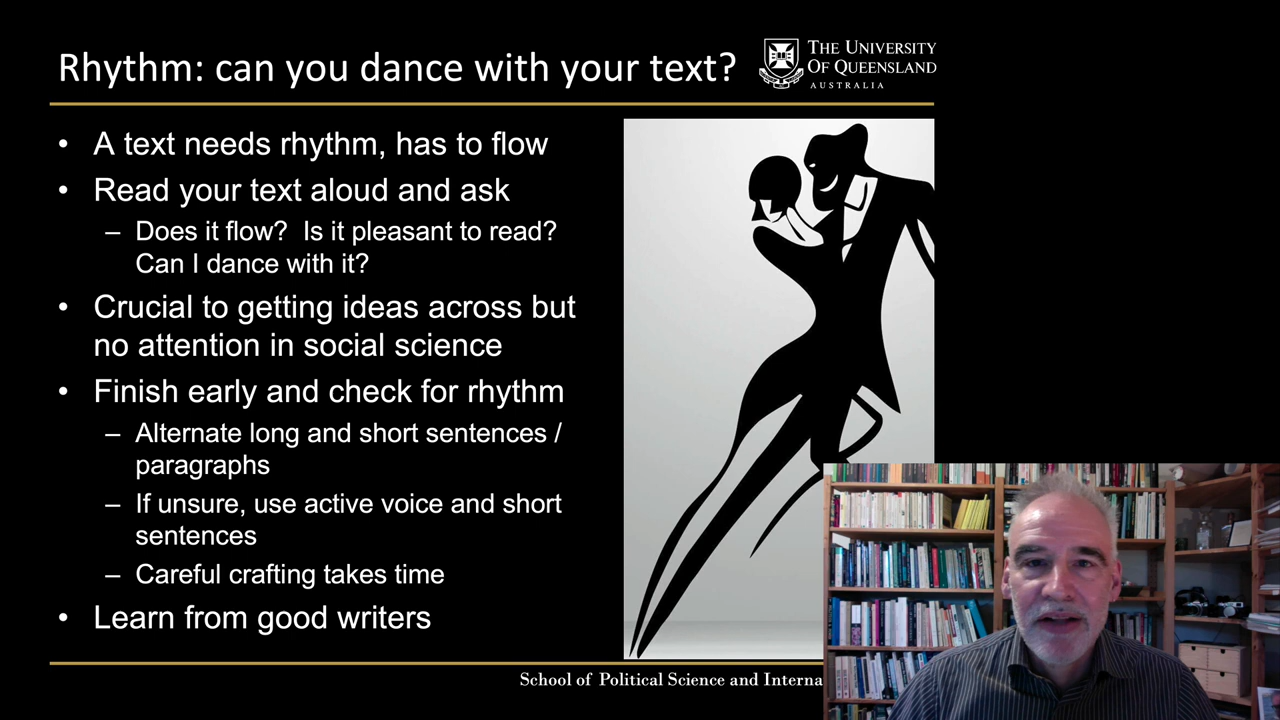 Rhythm: can you dance with your text?
THE UNIVERSITY
OF QUEENSLAND
AUSTRALIA
• A text needs rhythm, has to flow
• Read your text aloud and ask
– Does it flow? Is it pleasant to read?
Can I dance with it?
• Crucial to getting ideas across but
no attention in social science
• Finish early and check for rhythm
– Alternate long and short sentences /
paragraphs
– If unsure, use active voice and short
sentences
– Careful crafting takes time
• Learn from good writers
School of Political Science and Interna